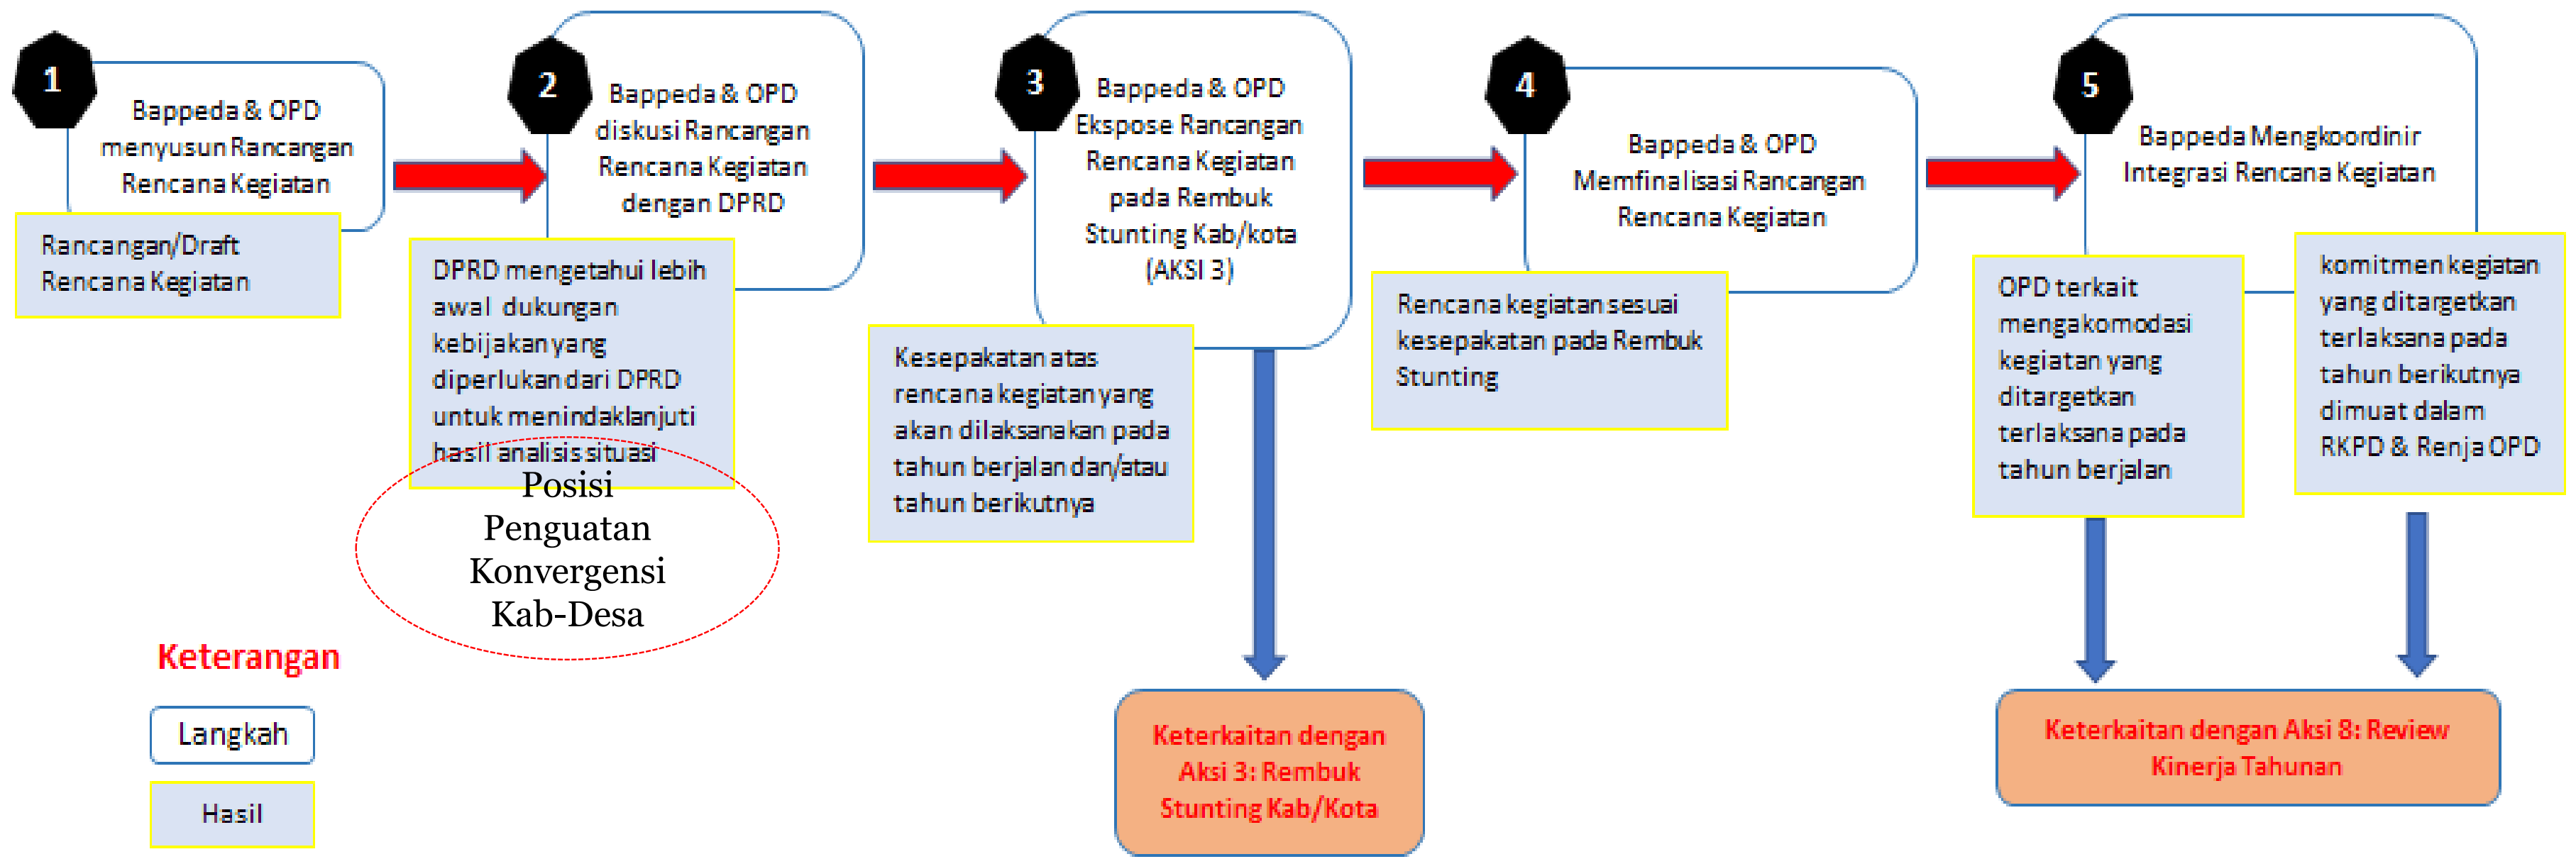 1
Bappeda & OPD
menyusun Rancangan
Rencana Kegiatan
Rancangan/Draft
Rencana Kegiatan
2
Bappeda & OPD
diskusi Rancangan
Rencana Kegiatan
dengan DPRD
DPRD mengetahui lebih
awal dukungan
kebijakan yang
diperlukan dari DPRD
untuk menindaklanjuti
hasil analisis situasi
Posisi
Penguatan
Konvergensi
Kab-Desa
3
Bappeda & OPD
Ekspose Rancangan
Rencana Kegiatan
pada Rembuk
Stunting Kab/kota
(AKSI 3)
Kesepakatan atas
rencana kegiatan yang
akan dilaksanakan pada
tahun berjalan dan/atau
tahun berikutnya
4
Bappeda & OPD
Memfinalisasi Rancangan
Rencana Kegiatan
Rencana kegiatan sesuai
kesepakatan pada Rembuk
Stunting
5
Bappeda Mengkoordinir
Integrasi Rencana Kegiatan
OPD terkait
mengakomodasi
kegiatan yang
ditargetkan
terlaksana pada
tahun berjalan
komitmen kegiatan
yang ditargetkan
terlaksana pada
tahun berikutnya
dimuat dalam
RKPD & Renja OPD
Keterangan
Langkah
Hasil
Keterkaitan dengan
Aksi 3: Rembuk
Stunting Kab/Kota
Keterkaitan dengan Aksi 8: Review
Kinerja Tahunan